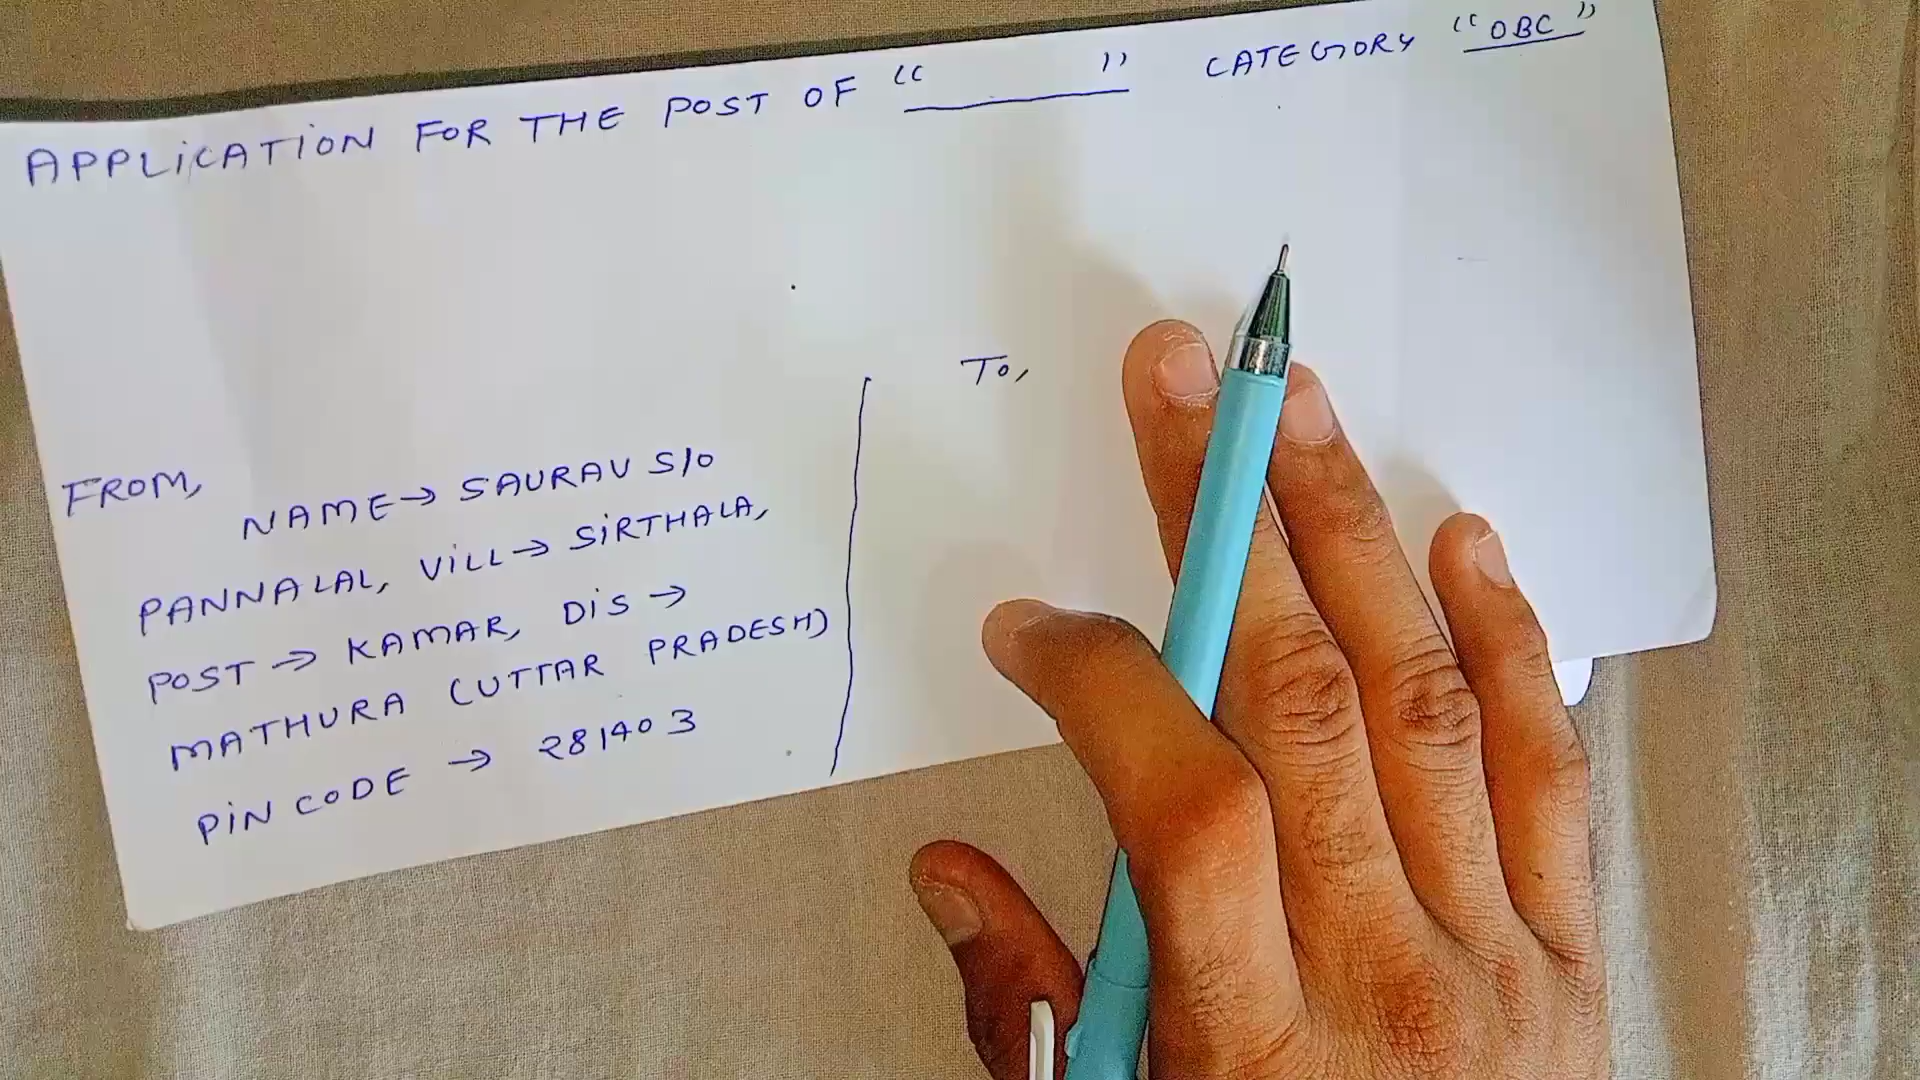 APPLiCATiON FOR THE POST OF "________" CATEGORY "OBC"
FROM,
NAME→ SAURAV S/O
PANNALAL, ViLL→ SiRTHALA,
POST → KAMAR, DiS →
MATHURA (UTTAR PRADESH)
PiN CODE → 281403
To,